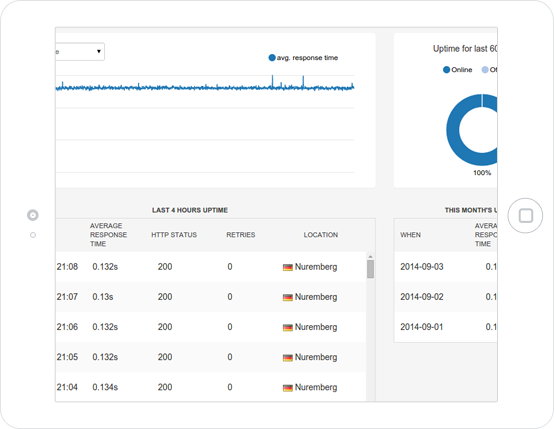 e
avg. response time
Uptime for last 60
Online
100%
LAST 4 HOURS UPTIME
AVERAGE RESPONSE TIME HTTP STATUS RETRIES LOCATION
21:08 0.132s 200 0 Nuremberg
21:07 0.13s 200 0 Nuremberg
21:06 0.132s 200 0 Nuremberg
21:05 0.132s 200 0 Nuremberg
21:04 0.134s 200 0 Nuremberg
THIS MONTH'S U
WHEN AVERA RESPO TIME
2014-09-03 0.1
2014-09-02 0.1
2014-09-01 0.1